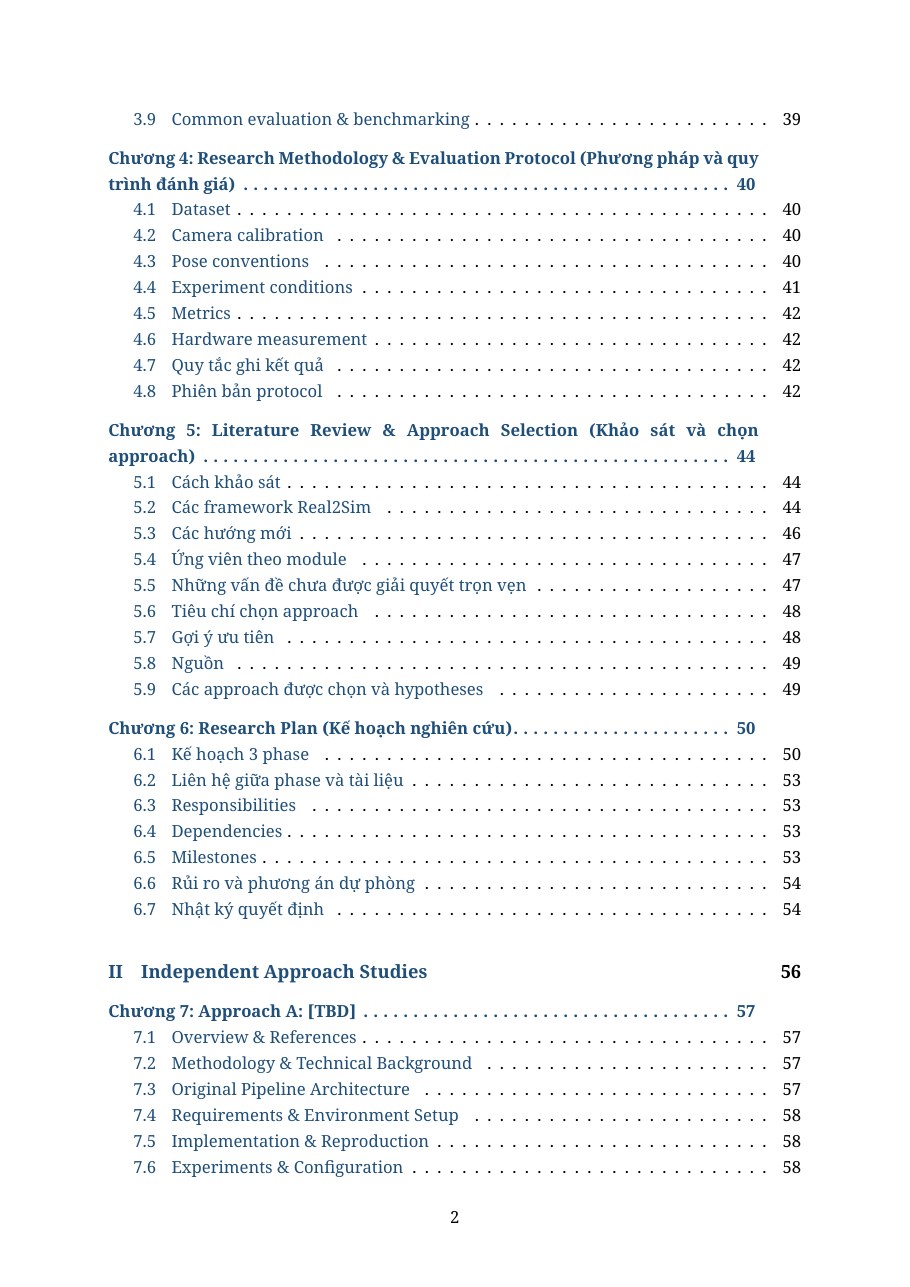 3.9 Common evaluation & benchmarking . . . . . . . . . . . . . . . . . . . . . . . . 39
Chương 4: Research Methodology & Evaluation Protocol (Phương pháp và quy
trình đánh giá) . . . . . . . . . . . . . . . . . . . . . . . . . . . . . . . . . . . . . . . . . . . . . . . . . 40
4.1 Dataset . . . . . . . . . . . . . . . . . . . . . . . . . . . . . . . . . . . . . . . . . . . . 40
4.2 Camera calibration . . . . . . . . . . . . . . . . . . . . . . . . . . . . . . . . . . . . 40
4.3 Pose conventions . . . . . . . . . . . . . . . . . . . . . . . . . . . . . . . . . . . . . 40
4.4 Experiment conditions . . . . . . . . . . . . . . . . . . . . . . . . . . . . . . . . . . 41
4.5 Metrics . . . . . . . . . . . . . . . . . . . . . . . . . . . . . . . . . . . . . . . . . . . . 42
4.6 Hardware measurement . . . . . . . . . . . . . . . . . . . . . . . . . . . . . . . . . 42
4.7 Quy tắc ghi kết quả . . . . . . . . . . . . . . . . . . . . . . . . . . . . . . . . . . . . 42
4.8 Phiên bản protocol . . . . . . . . . . . . . . . . . . . . . . . . . . . . . . . . . . . . 42
Chương 5: Literature Review & Approach Selection (Khảo sát và chọn
approach) . . . . . . . . . . . . . . . . . . . . . . . . . . . . . . . . . . . . . . . . . . . . . . . . . . . . . 44
5.1 Cách khảo sát . . . . . . . . . . . . . . . . . . . . . . . . . . . . . . . . . . . . . . . . 44
5.2 Các framework Real2Sim . . . . . . . . . . . . . . . . . . . . . . . . . . . . . . . . 44
5.3 Các hướng mới . . . . . . . . . . . . . . . . . . . . . . . . . . . . . . . . . . . . . . . 46
5.4 Ứng viên theo module . . . . . . . . . . . . . . . . . . . . . . . . . . . . . . . . . . 47
5.5 Những vấn đề chưa được giải quyết trọn vẹn . . . . . . . . . . . . . . . . . . . 47
5.6 Tiêu chí chọn approach . . . . . . . . . . . . . . . . . . . . . . . . . . . . . . . . . 48
5.7 Gợi ý ưu tiên . . . . . . . . . . . . . . . . . . . . . . . . . . . . . . . . . . . . . . . . 48
5.8 Nguồn . . . . . . . . . . . . . . . . . . . . . . . . . . . . . . . . . . . . . . . . . . . . 49
5.9 Các approach được chọn và hypotheses . . . . . . . . . . . . . . . . . . . . . . 49
Chương 6: Research Plan (Kế hoạch nghiên cứu). . . . . . . . . . . . . . . . . . . . . . 50
6.1 Kế hoạch 3 phase . . . . . . . . . . . . . . . . . . . . . . . . . . . . . . . . . . . . . 50
6.2 Liên hệ giữa phase và tài liệu . . . . . . . . . . . . . . . . . . . . . . . . . . . . . 53
6.3 Responsibilities . . . . . . . . . . . . . . . . . . . . . . . . . . . . . . . . . . . . . . 53
6.4 Dependencies . . . . . . . . . . . . . . . . . . . . . . . . . . . . . . . . . . . . . . . . 53
6.5 Milestones . . . . . . . . . . . . . . . . . . . . . . . . . . . . . . . . . . . . . . . . . . 53
6.6 Rủi ro và phương án dự phòng . . . . . . . . . . . . . . . . . . . . . . . . . . . . 54
6.7 Nhật ký quyết định . . . . . . . . . . . . . . . . . . . . . . . . . . . . . . . . . . . . 54
II Independent Approach Studies 56
Chương 7: Approach A: [TBD] . . . . . . . . . . . . . . . . . . . . . . . . . . . . . . . . . . . . . 57
7.1 Overview & References . . . . . . . . . . . . . . . . . . . . . . . . . . . . . . . . . . 57
7.2 Methodology & Technical Background . . . . . . . . . . . . . . . . . . . . . . . 57
7.3 Original Pipeline Architecture . . . . . . . . . . . . . . . . . . . . . . . . . . . . 57
7.4 Requirements & Environment Setup . . . . . . . . . . . . . . . . . . . . . . . . 58
7.5 Implementation & Reproduction . . . . . . . . . . . . . . . . . . . . . . . . . . . 58
7.6 Experiments & Configuration . . . . . . . . . . . . . . . . . . . . . . . . . . . . . 58
2